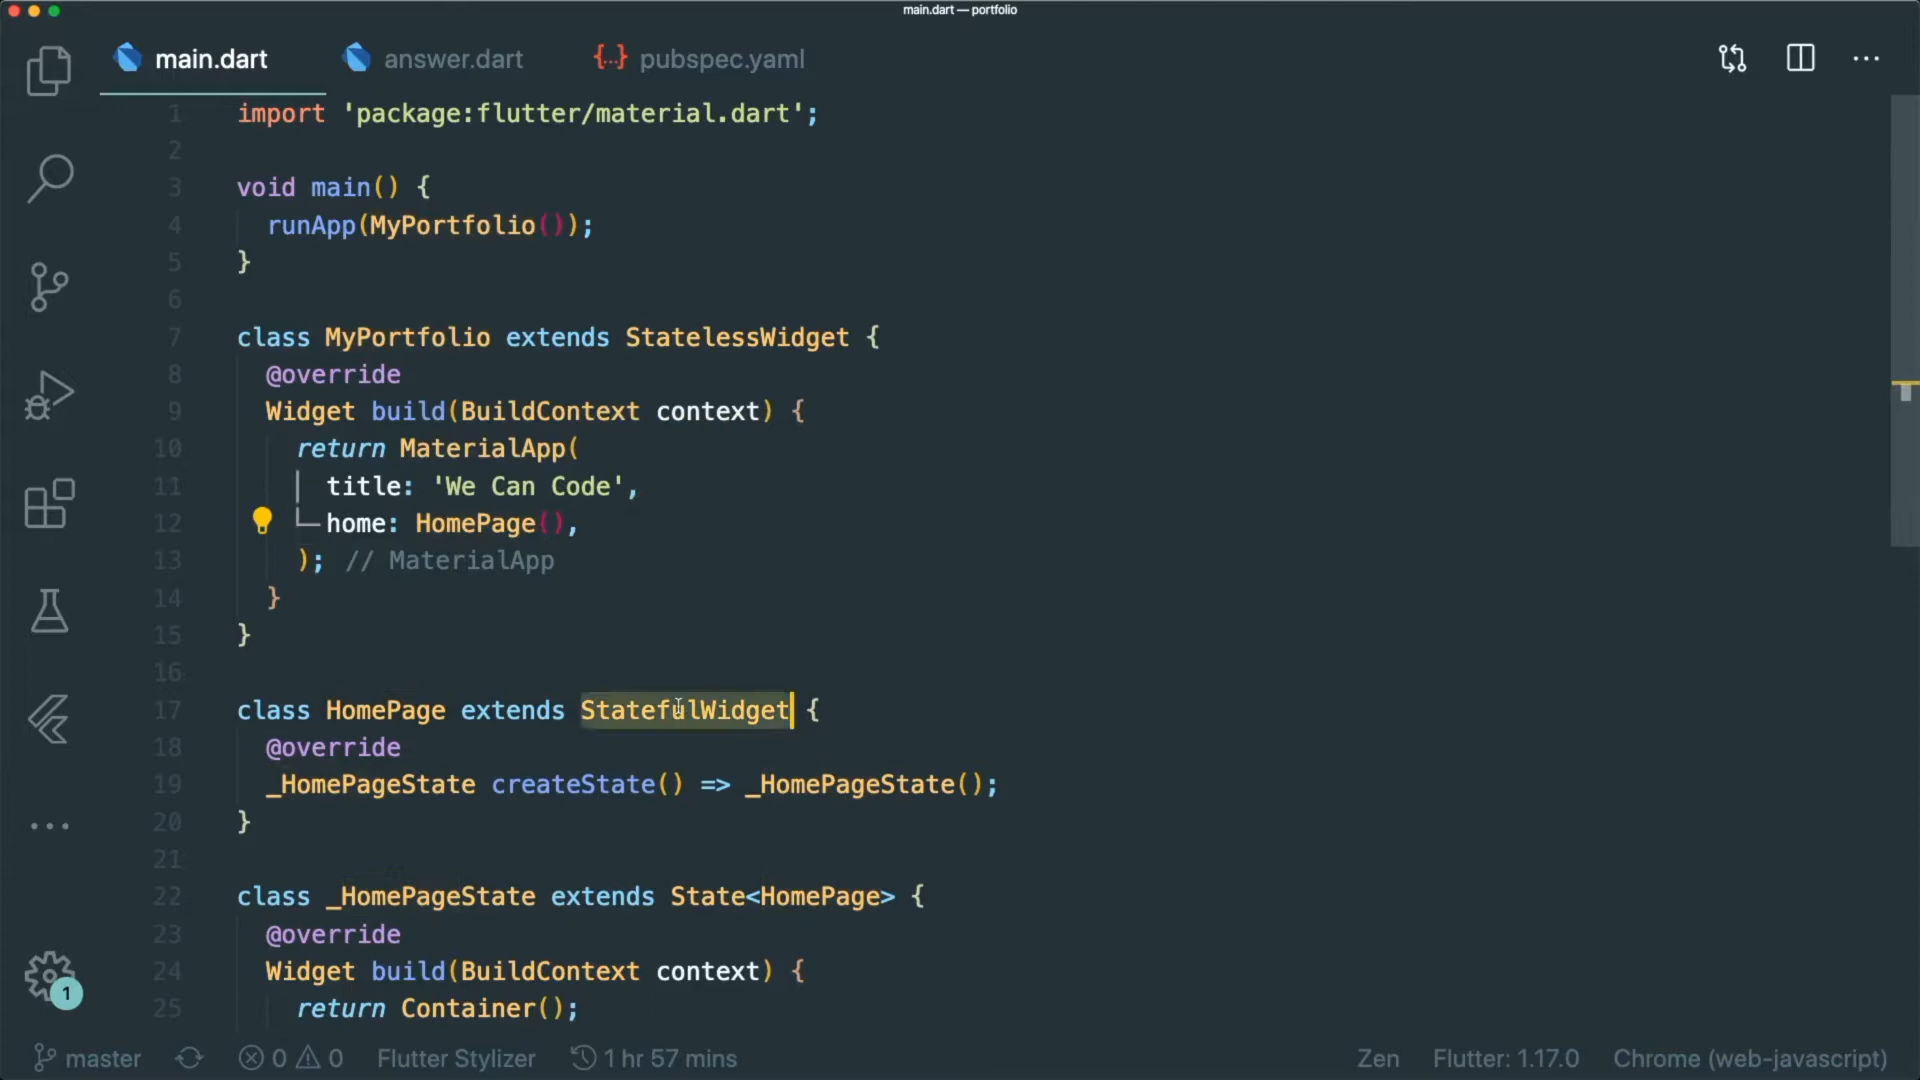 main.dart — portfolio
main.dart answer.dart {...} pubspec.yaml
1 import 'package:flutter/material.dart';
2
3 void main() {
4 runApp(MyPortfolio());
5 }
6
7 class MyPortfolio extends StatelessWidget {
8 @override
9 Widget build(BuildContext context) {
10 return MaterialApp(
11 title: 'We Can Code',
12 home: HomePage(),
13 ); // MaterialApp
14 }
15 }
16
17 class HomePage extends StatefulWidget {
18 @override
19 _HomePageState createState() => _HomePageState();
20 }
21
22 class _HomePageState extends State<HomePage> {
23 @override
24 Widget build(BuildContext context) {
25 return Container();
1
master 0 0 Flutter Stylizer 1 hr 57 mins Zen Flutter: 1.17.0 Chrome (web-javascript)